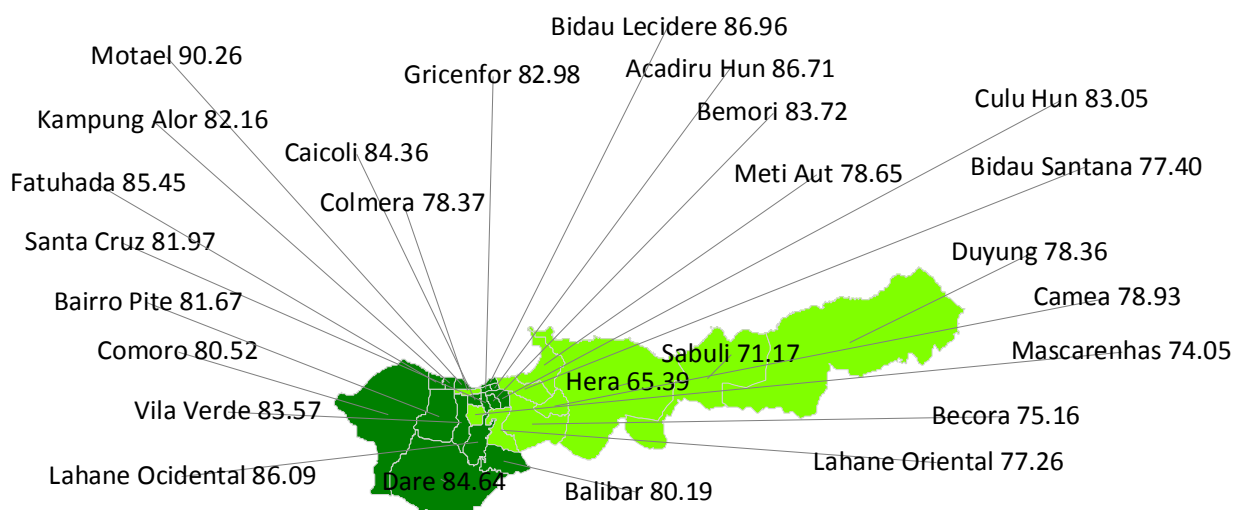 Bidau Lecidere 86.96
Motael 90.26
Gricenfor 82.98
Acadiru Hun 86.71
Culu Hun 83.05
Bemori 83.72
Kampung Alor 82.16
Caicoli 84.36
Bidau Santana 77.40
Meti Aut 78.65
Fatuhada 85.45
Colmera 78.37
Santa Cruz 81.97
Duyung 78.36
Bairro Pite 81.67
Camea 78.93
Comoro 80.52
Sabuli 71.17
Mascarenhas 74.05
Hera 65.39
Vila Verde 83.57
Becora 75.16
Lahane Oriental 77.26
Lahane Ocidental 86.09
Dare 84.64
Balibar 80.19